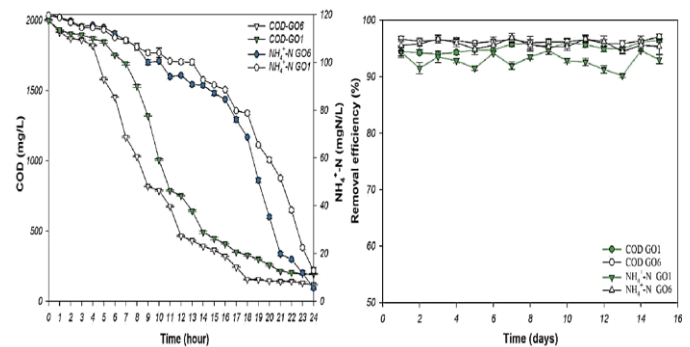 COD-GO6
COD GO1
NH4+-N GO6
NH4+-N GO1
2000
1500
1000
500
0
COD (mg/L)
120
100
80
60
40
20
0
NH4+-N (mgN/L)
0 1 2 3 4 5 6 7 8 9 10 11 12 13 14 15 16 17 18 19 20 21 22 23 24
Time (hour)
100
90
80
70
60
50
Removal efficiency (%)
COD GO1
COD GO6
NH4+-N GO1
NH4+-N GO6
0 2 4 6 8 10 12 14 16
Time (days)